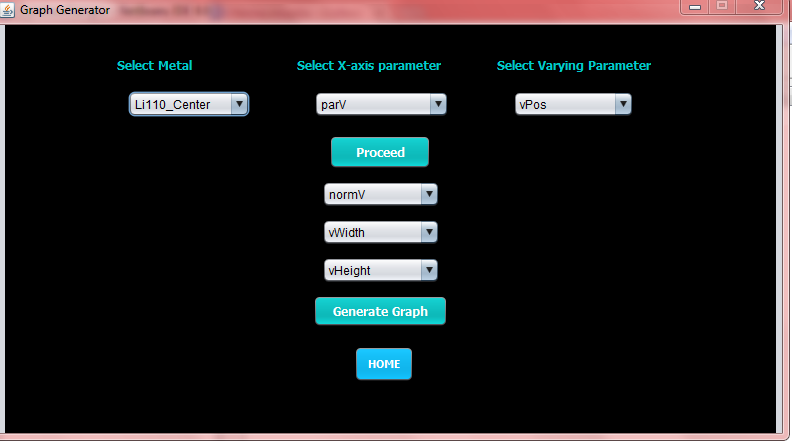 Graph Generator
Select Metal Select X-axis parameter Select Varying Parameter
Li110_Center parV vPos
Proceed
normV
vWidth
vHeight
Generate Graph
HOME